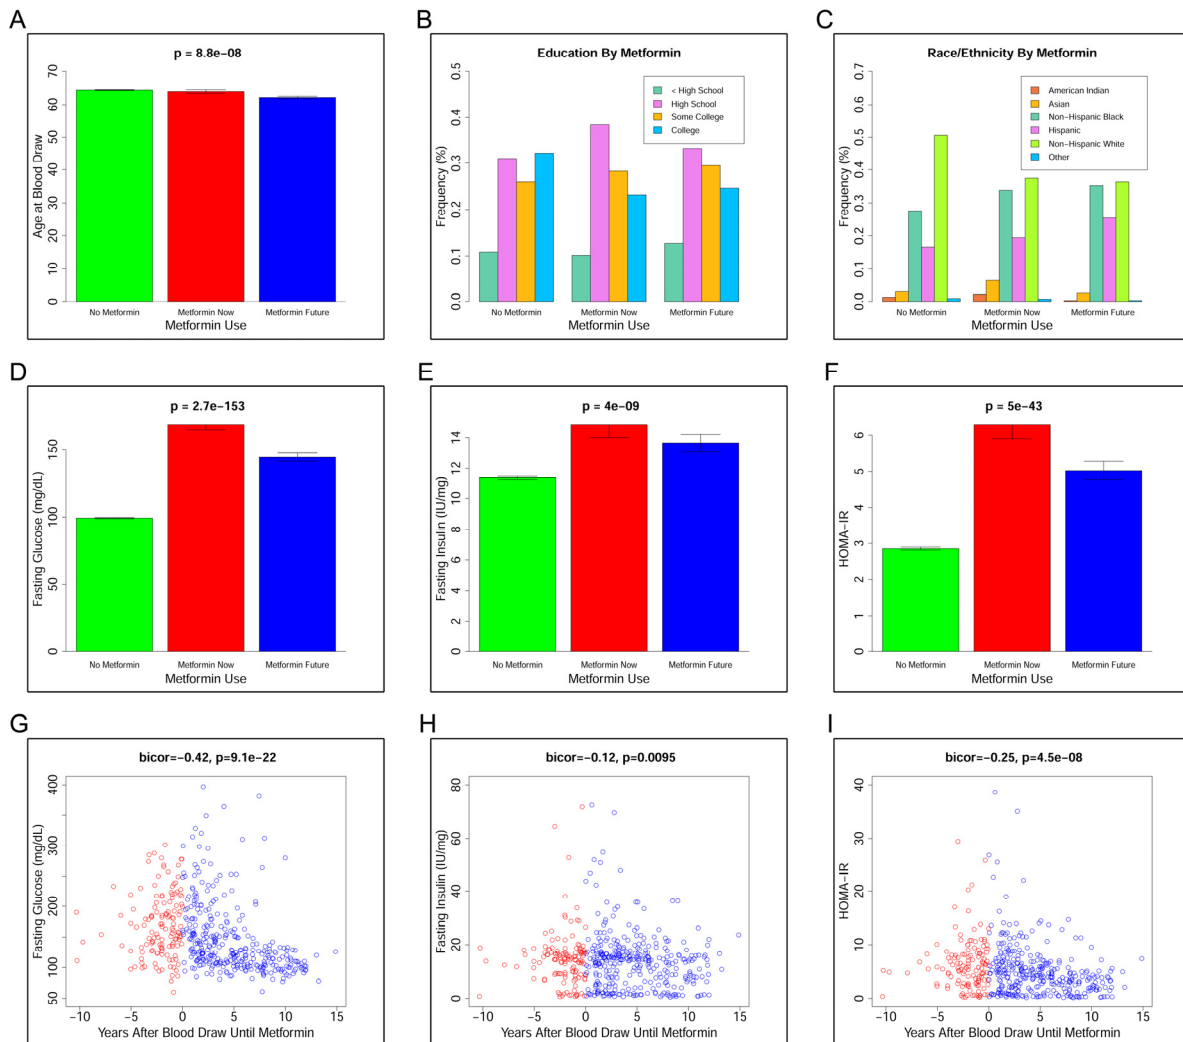 A
p = 8.8e−08
Age at Blood Draw
0 10 20 30 40 50 60 70
No Metformin Metformin Now Metformin Future
Metformin Use
B
Education By Metformin
Frequency (%)
0.0 0.1 0.2 0.3 0.4 0.5
< High School
High School
Some College
College
No Metformin Metformin Now Metformin Future
Metformin Use
C
Race/Ethnicity By Metformin
Frequency (%)
0.0 0.1 0.2 0.3 0.4 0.5 0.6 0.7
American Indian
Asian
Non−Hispanic Black
Hispanic
Non−Hispanic White
Other
No Metformin Metformin Now Metformin Future
Metformin Use
D
p = 2.7e−153
Fasting Glucose (mg/dL)
0 50 100 150
No Metformin Metformin Now Metformin Future
Metformin Use
E
p = 4e−09
Fasting Insulin (IU/mg)
0 2 4 6 8 10 12 14
No Metformin Metformin Now Metformin Future
Metformin Use
F
p = 5e−43
HOMA−IR
0 1 2 3 4 5 6
No Metformin Metformin Now Metformin Future
Metformin Use
G
bicor=−0.42, p=9.1e−22
Fasting Glucose (mg/dL)
50 100 200 300 400
−10 −5 0 5 10 15
Years After Blood Draw Until Metformin
H
bicor=−0.12, p=0.0095
Fasting Insulin (IU/mg)
0 20 40 60 80
−10 −5 0 5 10 15
Years After Blood Draw Until Metformin
I
bicor=−0.25, p=4.5e−08
HOMA−IR
0 10 20 30 40
−10 −5 0 5 10 15
Years After Blood Draw Until Metformin